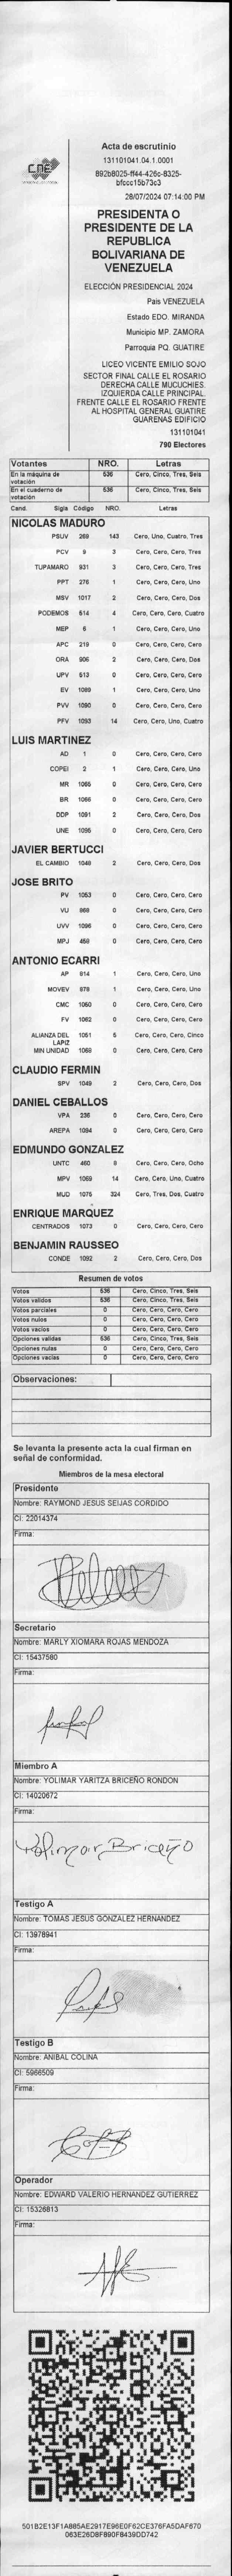 CNE
Acta de escrutinio
131101041.04.1.0001
892b8025-ff44-426c-8325-
bfccc15b73c3
28/07/2024 07:14:00 PM
PRESIDENTA O
PRESIDENTE DE LA
REPUBLICA
BOLIVARIANA DE
VENEZUELA
ELECCIÓN PRESIDENCIAL 2024
Pais VENEZUELA
Estado EDO. MIRANDA
Municipio MP. ZAMORA
Parroquia PQ. GUATIRE
LICEO VICENTE EMILIO SOJO
SECTOR FINAL CALLE EL ROSARIO
DERECHA CALLE MUCUCHIES.
IZQUIERDA CALLE PRINCIPAL.
FRENTE CALLE EL ROSARIO FRENTE
AL HOSPITAL GENERAL GUATIRE
GUARENAS EDIFICIO
131101041
790 Electores
Votantes NRO. Letras
En la máquina de votación 536 Cero, Cinco, Tres, Seis
En el cuaderno de votación 536 Cero, Cinco, Tres, Seis
Cand. Sigla Código NRO. Letras
NICOLAS MADURO
PSUV 269 143 Cero, Uno, Cuatro, Tres
PCV 9 3 Cero, Cero, Cero, Tres
TUPAMARO 931 3 Cero, Cero, Cero, Tres
PPT 276 1 Cero, Cero, Cero, Uno
MSV 1017 2 Cero, Cero, Cero, Dos
PODEMOS 614 4 Cero, Cero, Cero, Cuatro
MEP 6 1 Cero, Cero, Cero, Uno
APC 219 0 Cero, Cero, Cero, Cero
ORA 906 2 Cero, Cero, Cero, Dos
UPV 613 0 Cero, Cero, Cero, Cero
EV 1089 1 Cero, Cero, Cero, Uno
PVV 1090 0 Cero, Cero, Cero, Cero
PFV 1093 14 Cero, Cero, Uno, Cuatro
LUIS MARTINEZ
AD 1 0 Cero, Cero, Cero, Cero
COPEI 2 1 Cero, Cero, Cero, Uno
MR 1065 0 Cero, Cero, Cero, Cero
BR 1066 0 Cero, Cero, Cero, Cero
DDP 1091 2 Cero, Cero, Cero, Dos
UNE 1095 0 Cero, Cero, Cero, Cero
JAVIER BERTUCCI
EL CAMBIO 1048 2 Cero, Cero, Cero, Dos
JOSE BRITO
PV 1053 0 Cero, Cero, Cero, Cero
VU 868 0 Cero, Cero, Cero, Cero
UVV 1096 0 Cero, Cero, Cero, Cero
MPJ 458 0 Cero, Cero, Cero, Cero
ANTONIO ECARRI
AP 914 1 Cero, Cero, Cero, Uno
MOVEV 878 1 Cero, Cero, Cero, Uno
CMC 1050 0 Cero, Cero, Cero, Cero
FV 1082 0 Cero, Cero, Cero, Cero
ALIANZA DEL LAPIZ 1051 5 Cero, Cero, Cero, Cinco
MIN UNIDAD 1068 0 Cero, Cero, Cero, Cero
CLAUDIO FERMIN
SPV 1049 2 Cero, Cero, Cero, Dos
DANIEL CEBALLOS
VPA 236 0 Cero, Cero, Cero, Cero
AREPA 1094 0 Cero, Cero, Cero, Cero
EDMUNDO GONZALEZ
UNTC 460 8 Cero, Cero, Cero, Ocho
MPV 1069 14 Cero, Cero, Uno, Cuatro
MUD 1075 324 Cero, Tres, Dos, Cuatro
ENRIQUE MARQUEZ
CENTRADOS 1073 0 Cero, Cero, Cero, Cero
BENJAMIN RAUSSEO
CONDE 1092 2 Cero, Cero, Cero, Dos
Resumen de votos
Votos 536 Cero, Cinco, Tres, Seis
Votos validos 536 Cero, Cinco, Tres, Seis
Votos parciales 0 Cero, Cero, Cero, Cero
Votos nulos 0 Cero, Cero, Cero, Cero
Votos vacios 0 Cero, Cero, Cero, Cero
Opciones validas 536 Cero, Cinco, Tres, Seis
Opciones nulas 0 Cero, Cero, Cero, Cero
Opciones vacias 0 Cero, Cero, Cero, Cero
Observaciones:
Se levanta la presente acta la cual firman en
señal de conformidad.
Miembros de la mesa electoral
Presidente
Nombre: RAYMOND JESUS SEIJAS CORDIDO
CI: 22014374
Firma:
Secretario
Nombre: MARLY XIOMARA ROJAS MENDOZA
CI: 15437580
Firma:
Miembro A
Nombre: YOLIMAR YARITZA BRICEÑO RONDON
CI: 14020672
Firma:
Yolimar Briceño
Testigo A
Nombre: TOMAS JESUS GONZALEZ HERNANDEZ
CI: 13978941
Firma:
Testigo B
Nombre: ANIBAL COLINA
CI: 5966509
Firma:
Operador
Nombre: EDWARD VALERIO HERNANDEZ GUTIERREZ
CI: 15326813
Firma:
501B2E13F1A885AE2917E96E0F62CE376FA5DAF670
063E26D8F890F8439DD742